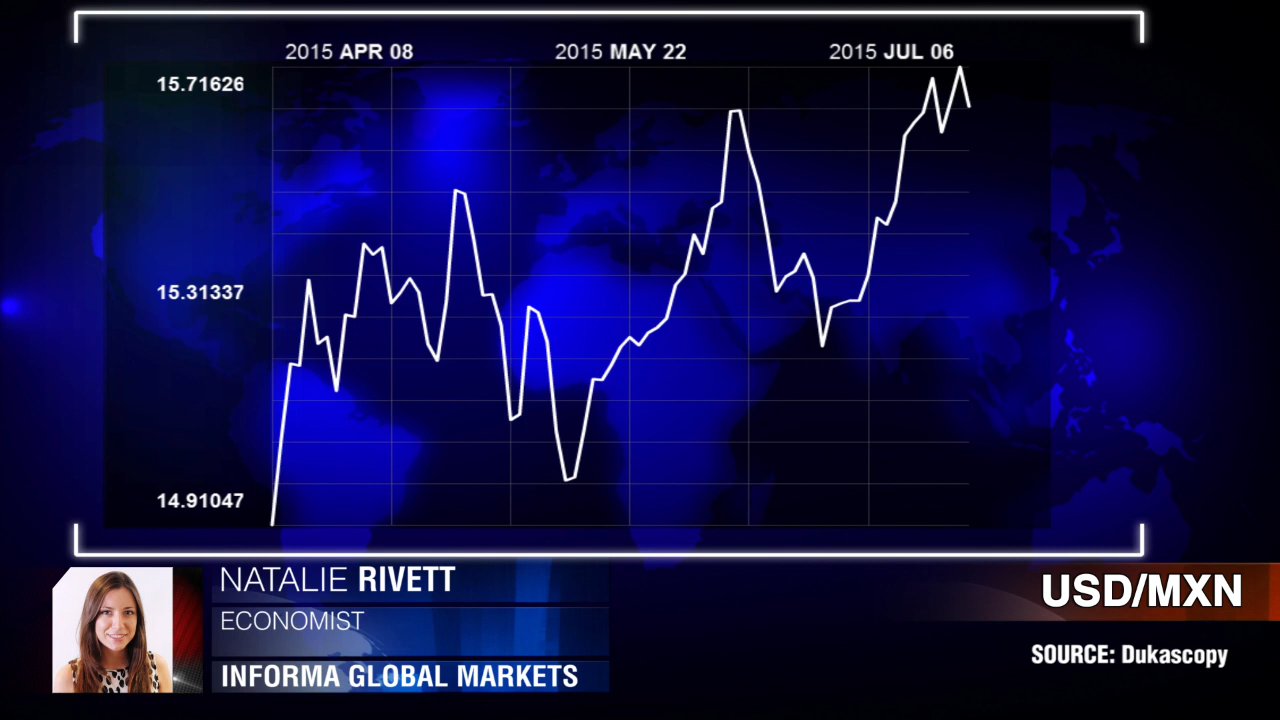 2015 APR 08 2015 MAY 22 2015 JUL 06
15.71626
15.31337
14.91047
NATALIE RIVETT
ECONOMIST
INFORMA GLOBAL MARKETS
USD/MXN
SOURCE: Dukascopy